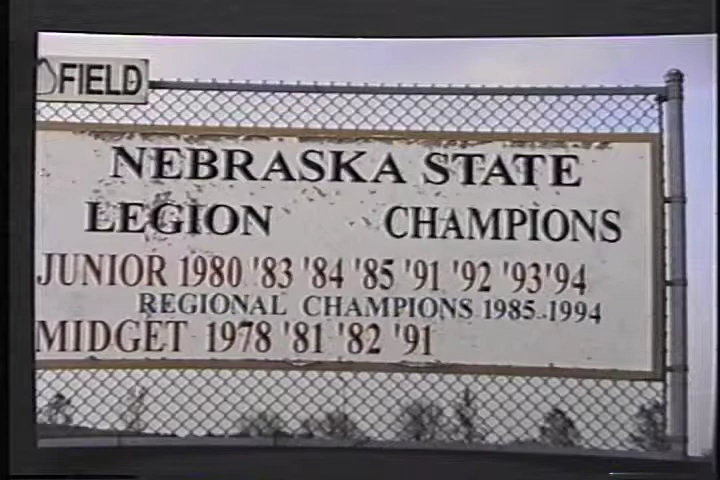 FIELD
NEBRASKA STATE
LEGION CHAMPIONS
JUNIOR 1980 '83 '84 '85 '91 '92 '93 '94
REGIONAL CHAMPIONS 1985-1994
MIDGET 1978 '81 '82 '91